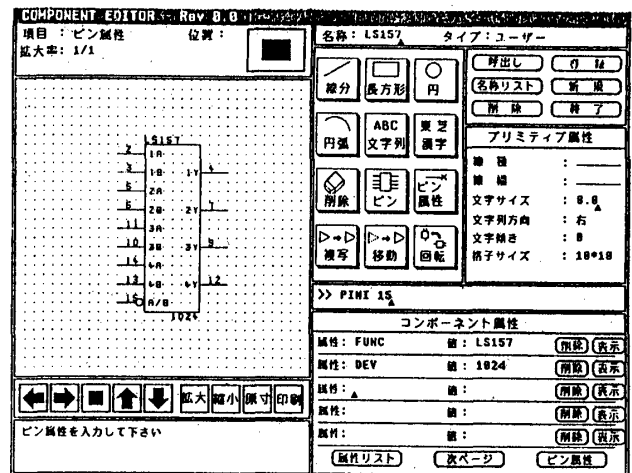 COMPONENT EDITOR Rev 0.0
項目 : ピン属性 位置 :
拡大率: 1/1
LS157
2 1A
3 1B 1Y 4
5 2A
6 2B 2Y 7
11 3A
10 3B 3Y 9
14 4A
13 4B 4Y 12
15 A/B
1024
拡大 縮小 原寸 印刷
ピン属性を入力して下さい
名称: LS157 タイプ: ユーザー
線分 長方形 円
円弧 ABC 文字列 東芝 漢字
削除 ピン ピン属性
複写 移動 回転
呼出し 登録
名称リスト 新規
削除 終了
プリミティブ属性
線種 :
線幅 :
文字サイズ : 8.0
文字列方向 : 右
文字傾き : 0
格子サイズ : 10*10
>> PINI 15
コンポーネント属性
属性: FUNC 値: LS157 削除 表示
属性: DEV 値: 1024 削除 表示
属性: 値: 削除 表示
属性: 値: 削除 表示
属性: 値: 削除 表示
属性リスト 次ページ ピン属性